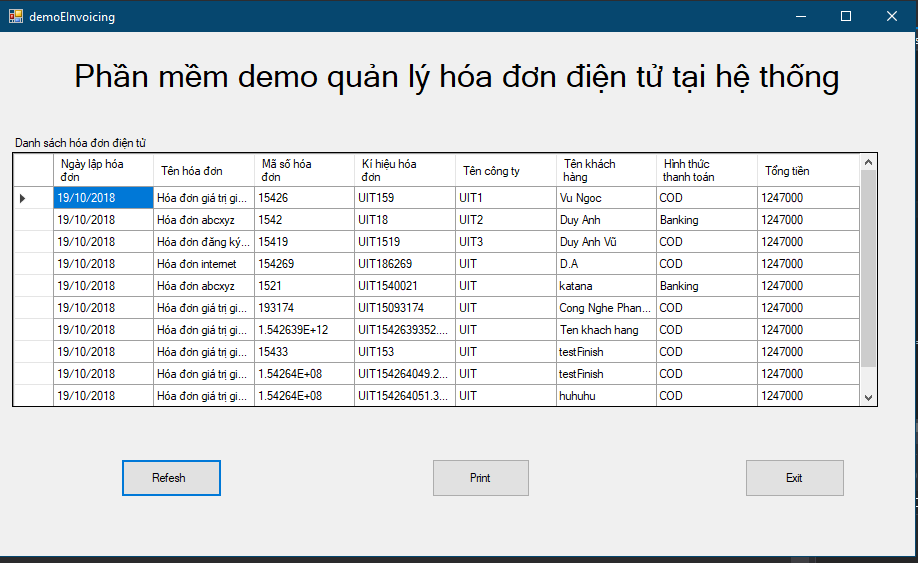 demoEInvoicing
Phần mềm demo quản lý hóa đơn điện tử tại hệ thống
Danh sách hóa đơn điện tử
Ngày lập hóa đơn Tên hóa đơn Mã số hóa đơn Kí hiệu hóa đơn Tên công ty Tên khách hàng Hình thức thanh toán Tổng tiền
19/10/2018 Hóa đơn giá trị gi... 15426 UIT159 UIT1 Vu Ngoc COD 1247000
19/10/2018 Hóa đơn abcxyz 1542 UIT18 UIT2 Duy Anh Banking 1247000
19/10/2018 Hóa đơn đăng ký... 15419 UIT1519 UIT3 Duy Anh Vũ COD 1247000
19/10/2018 Hóa đơn internet 154269 UIT186269 UIT D.A COD 1247000
19/10/2018 Hóa đơn abcxyz 1521 UIT1540021 UIT katana Banking 1247000
19/10/2018 Hóa đơn giá trị gi... 193174 UIT15093174 UIT Cong Nghe Phan... COD 1247000
19/10/2018 Hóa đơn giá trị gi... 1.542639E+12 UIT1542639352.... UIT Ten khach hang COD 1247000
19/10/2018 Hóa đơn giá trị gi... 15433 UIT153 UIT testFinish COD 1247000
19/10/2018 Hóa đơn giá trị gi... 1.54264E+08 UIT154264049.2... UIT testFinish COD 1247000
19/10/2018 Hóa đơn giá trị gi... 1.54264E+08 UIT154264051.3... UIT huhuhu COD 1247000
Refesh Print Exit